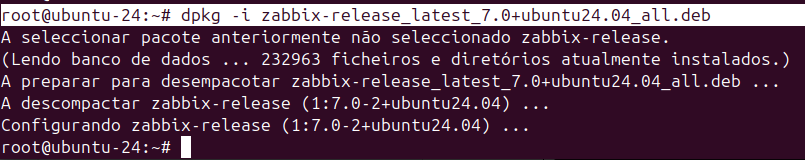 root@ubuntu-24:~# dpkg -i zabbix-release_latest_7.0+ubuntu24.04_all.deb
A seleccionar pacote anteriormente não seleccionado zabbix-release.
(Lendo banco de dados ... 232963 ficheiros e diretórios atualmente instalados.)
A preparar para desempacotar zabbix-release_latest_7.0+ubuntu24.04_all.deb ...
A descompactar zabbix-release (1:7.0-2+ubuntu24.04) ...
Configurando zabbix-release (1:7.0-2+ubuntu24.04) ...
root@ubuntu-24:~#